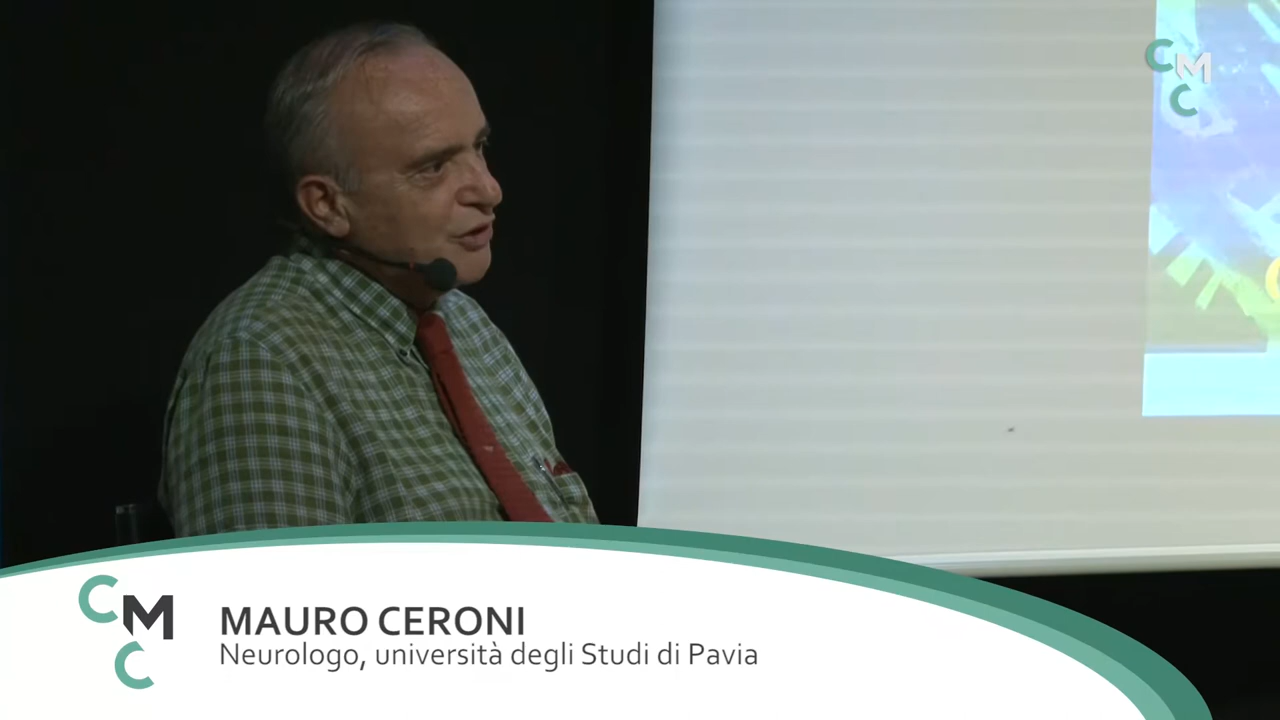 CMC
CMC
MAURO CERONI
Neurologo, università degli Studi di Pavia